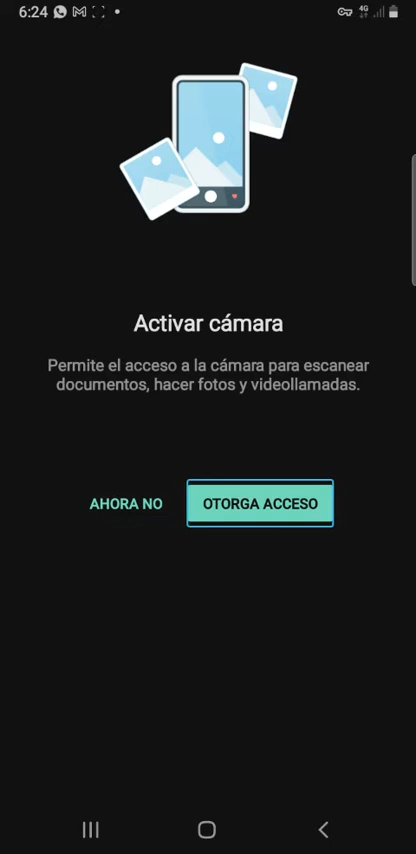 6:24
4G
Activar cámara
Permite el acceso a la cámara para escanear
documentos, hacer fotos y videollamadas.
AHORA NO
OTORGA ACCESO